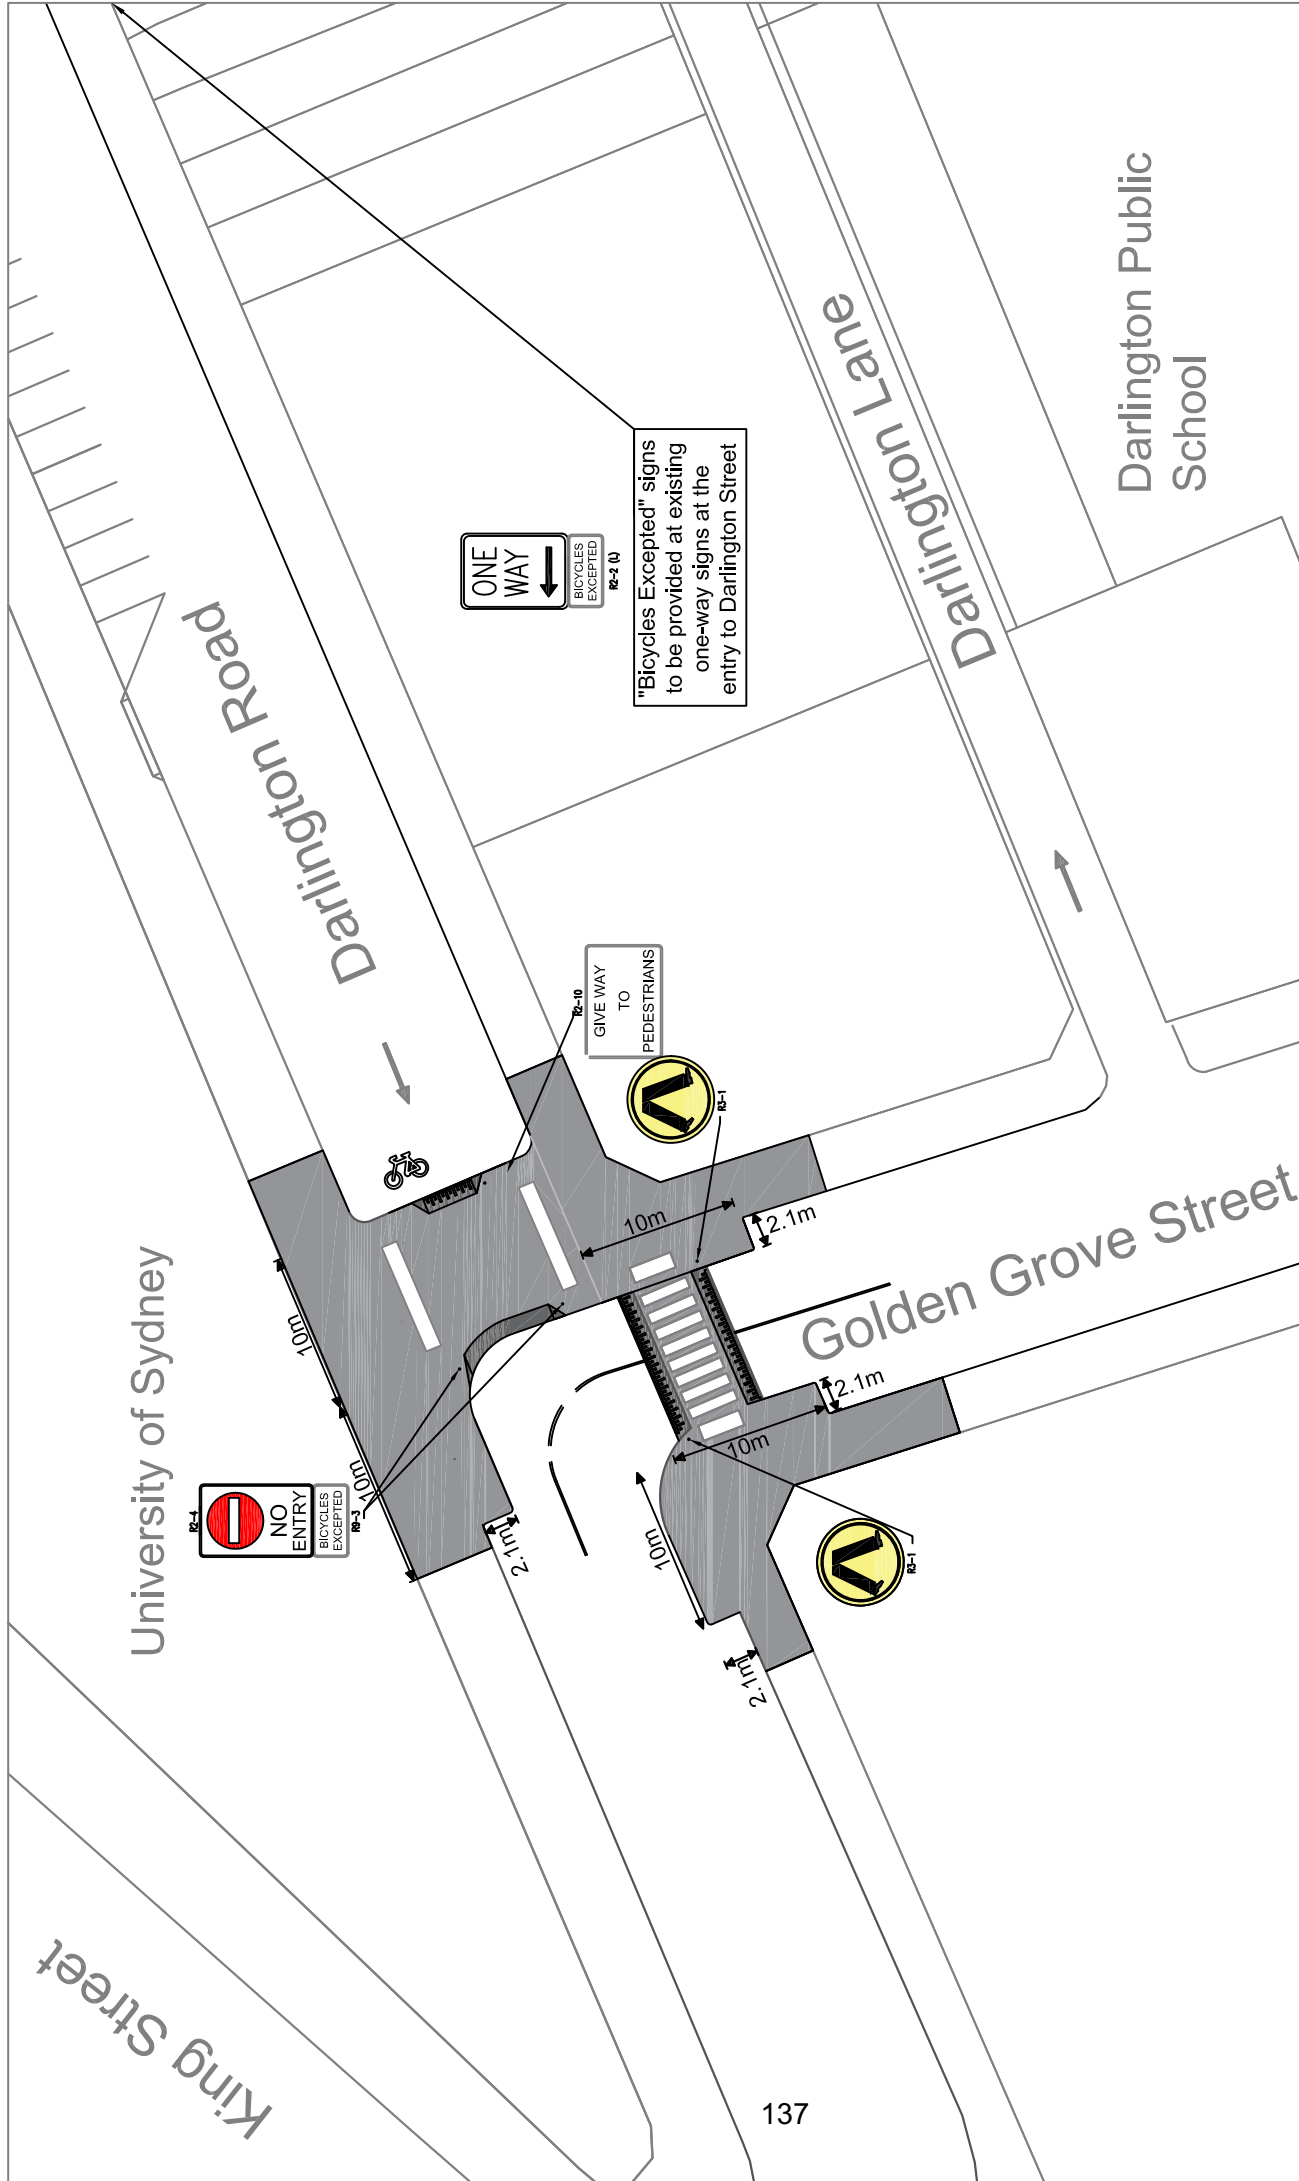 King Street
University of Sydney
Darlington Road
Darlington Lane
Darlington Public
School
Golden Grove Street
R2-4
NO
ENTRY
BICYCLES
EXCEPTED
R9-3
ONE
WAY
BICYCLES
EXCEPTED
R2-2 (L)
"Bicycles Excepted" signs
to be provided at existing
one-way signs at the
entry to Darlington Street
R2-10
GIVE WAY
TO
PEDESTRIANS
R3-1
R3-1
10m
10m
2.1m
10m
2.1m
10m
2.1m
10m
2.1m
137